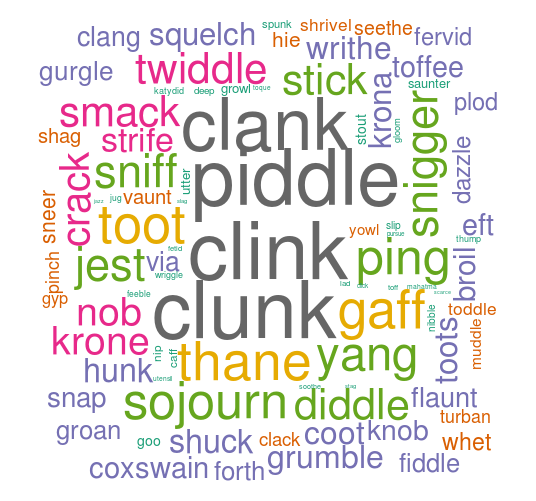 spunk
shrivel
seethe
clang
squelch
hie
writhe
fervid
gurgle
twiddle
stick
toffee
katydid
deep
growl
toque
saunter
smack
clank
krona
plod
shag
strife
stout
gloom
snigger
crack
sniff
piddle
dazzle
utter
jazz
jug
vaunt
slag
sneer
toot
yowl
slip
pursue
eft
jest
via
fetid
clink
ping
thump
pinch
wriggle
broil
gyp
feeble
lad
toff
mahatma
scarce
nob
clunk
gaff
nibble
toddle
krone
nip
caff
thane
yang
toots
muddle
hunk
utensil
soothe
snap
sojourn
diddle
flaunt
turban
groan
goo
shuck
clack
coot
knob
whet
coxswain
forth
grumble
fiddle